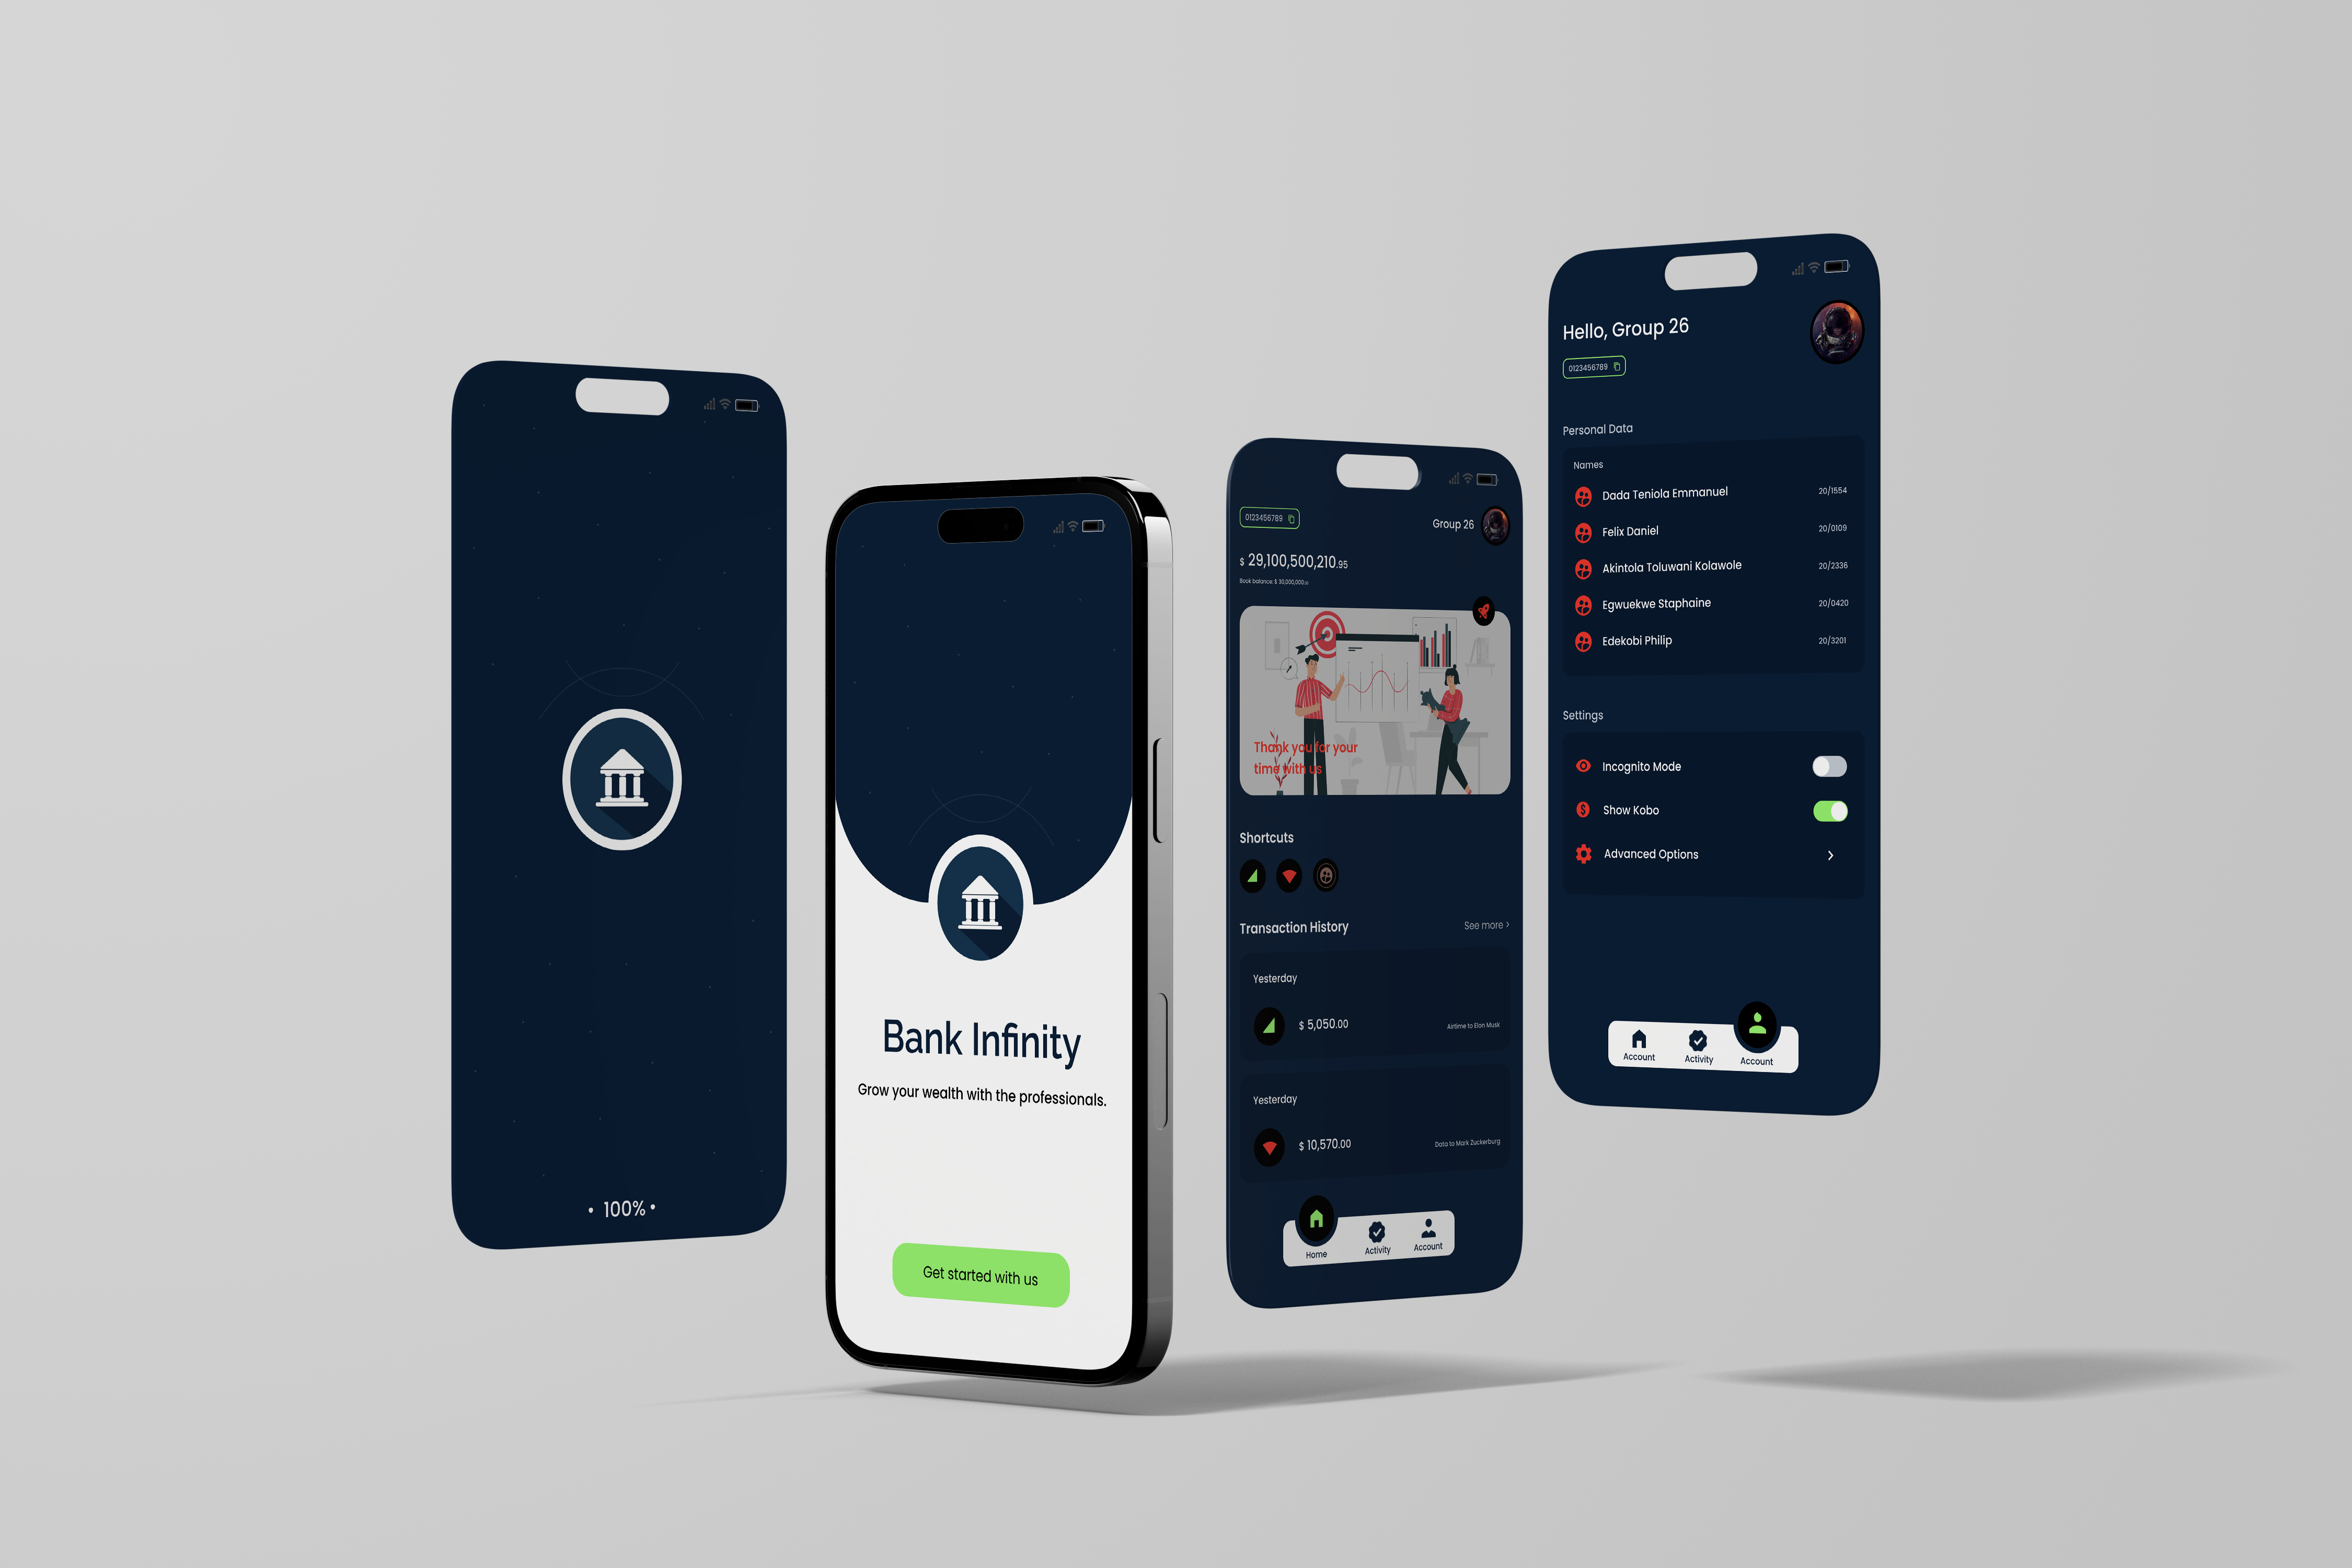 100%
Bank Infinity
Grow your wealth with the professionals.
Get started with us
0123456789
Group 26
$ 29,100,500,210.95
Book balance: $ 30,000,000.00
Thank you for your
time with us
Shortcuts
Transaction History
See more >
Yesterday
$ 5,050.00
Airtime to Elon Musk
Yesterday
$ 10,570.00
Data to Mark Zuckerburg
Home
Activity
Account
Hello, Group 26
0123456789
Personal Data
Names
Dada Teniola Emmanuel
20/1554
Felix Daniel
20/0109
Akintola Toluwani Kolawole
20/2336
Egwuekwe Staphaine
20/0420
Edekobi Philip
20/3201
Settings
Incognito Mode
Show Kobo
Advanced Options
Account
Activity
Account